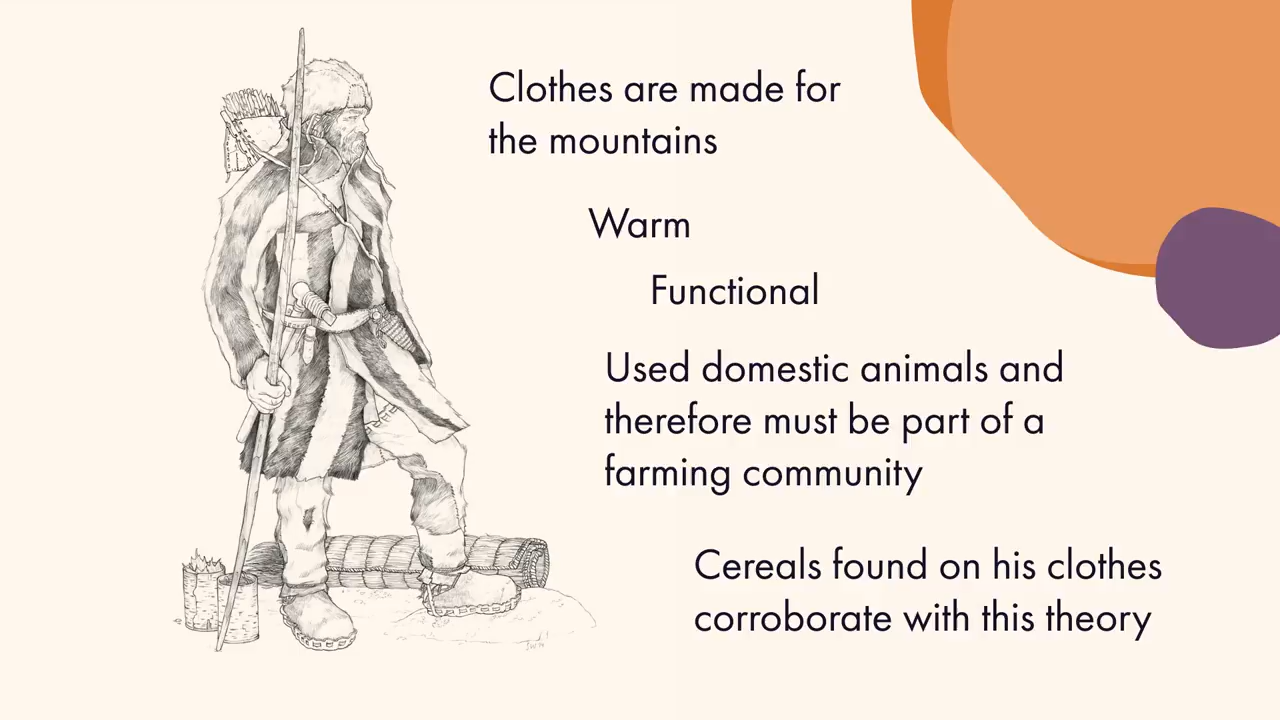 Clothes are made for
the mountains
Warm
Functional
Used domestic animals and
therefore must be part of a
farming community
Cereals found on his clothes
corroborate with this theory